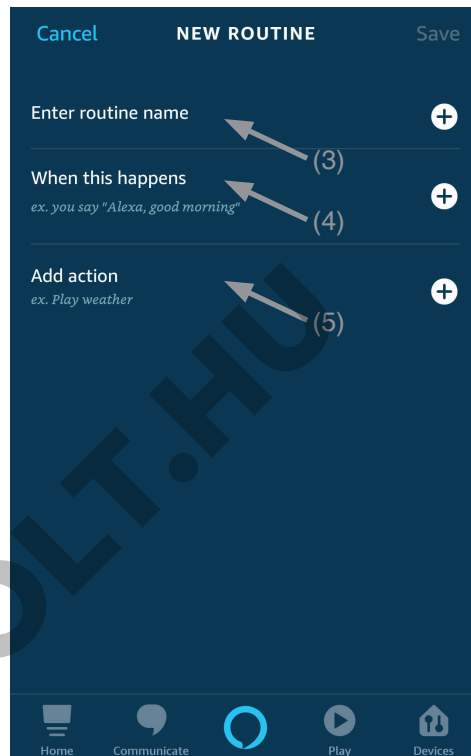 Cancel NEW ROUTINE Save
Enter routine name
(3)
When this happens
ex. you say "Alexa, good morning"
(4)
Add action
ex. Play weather
(5)
OLT.HU
Home Communicate Play Devices